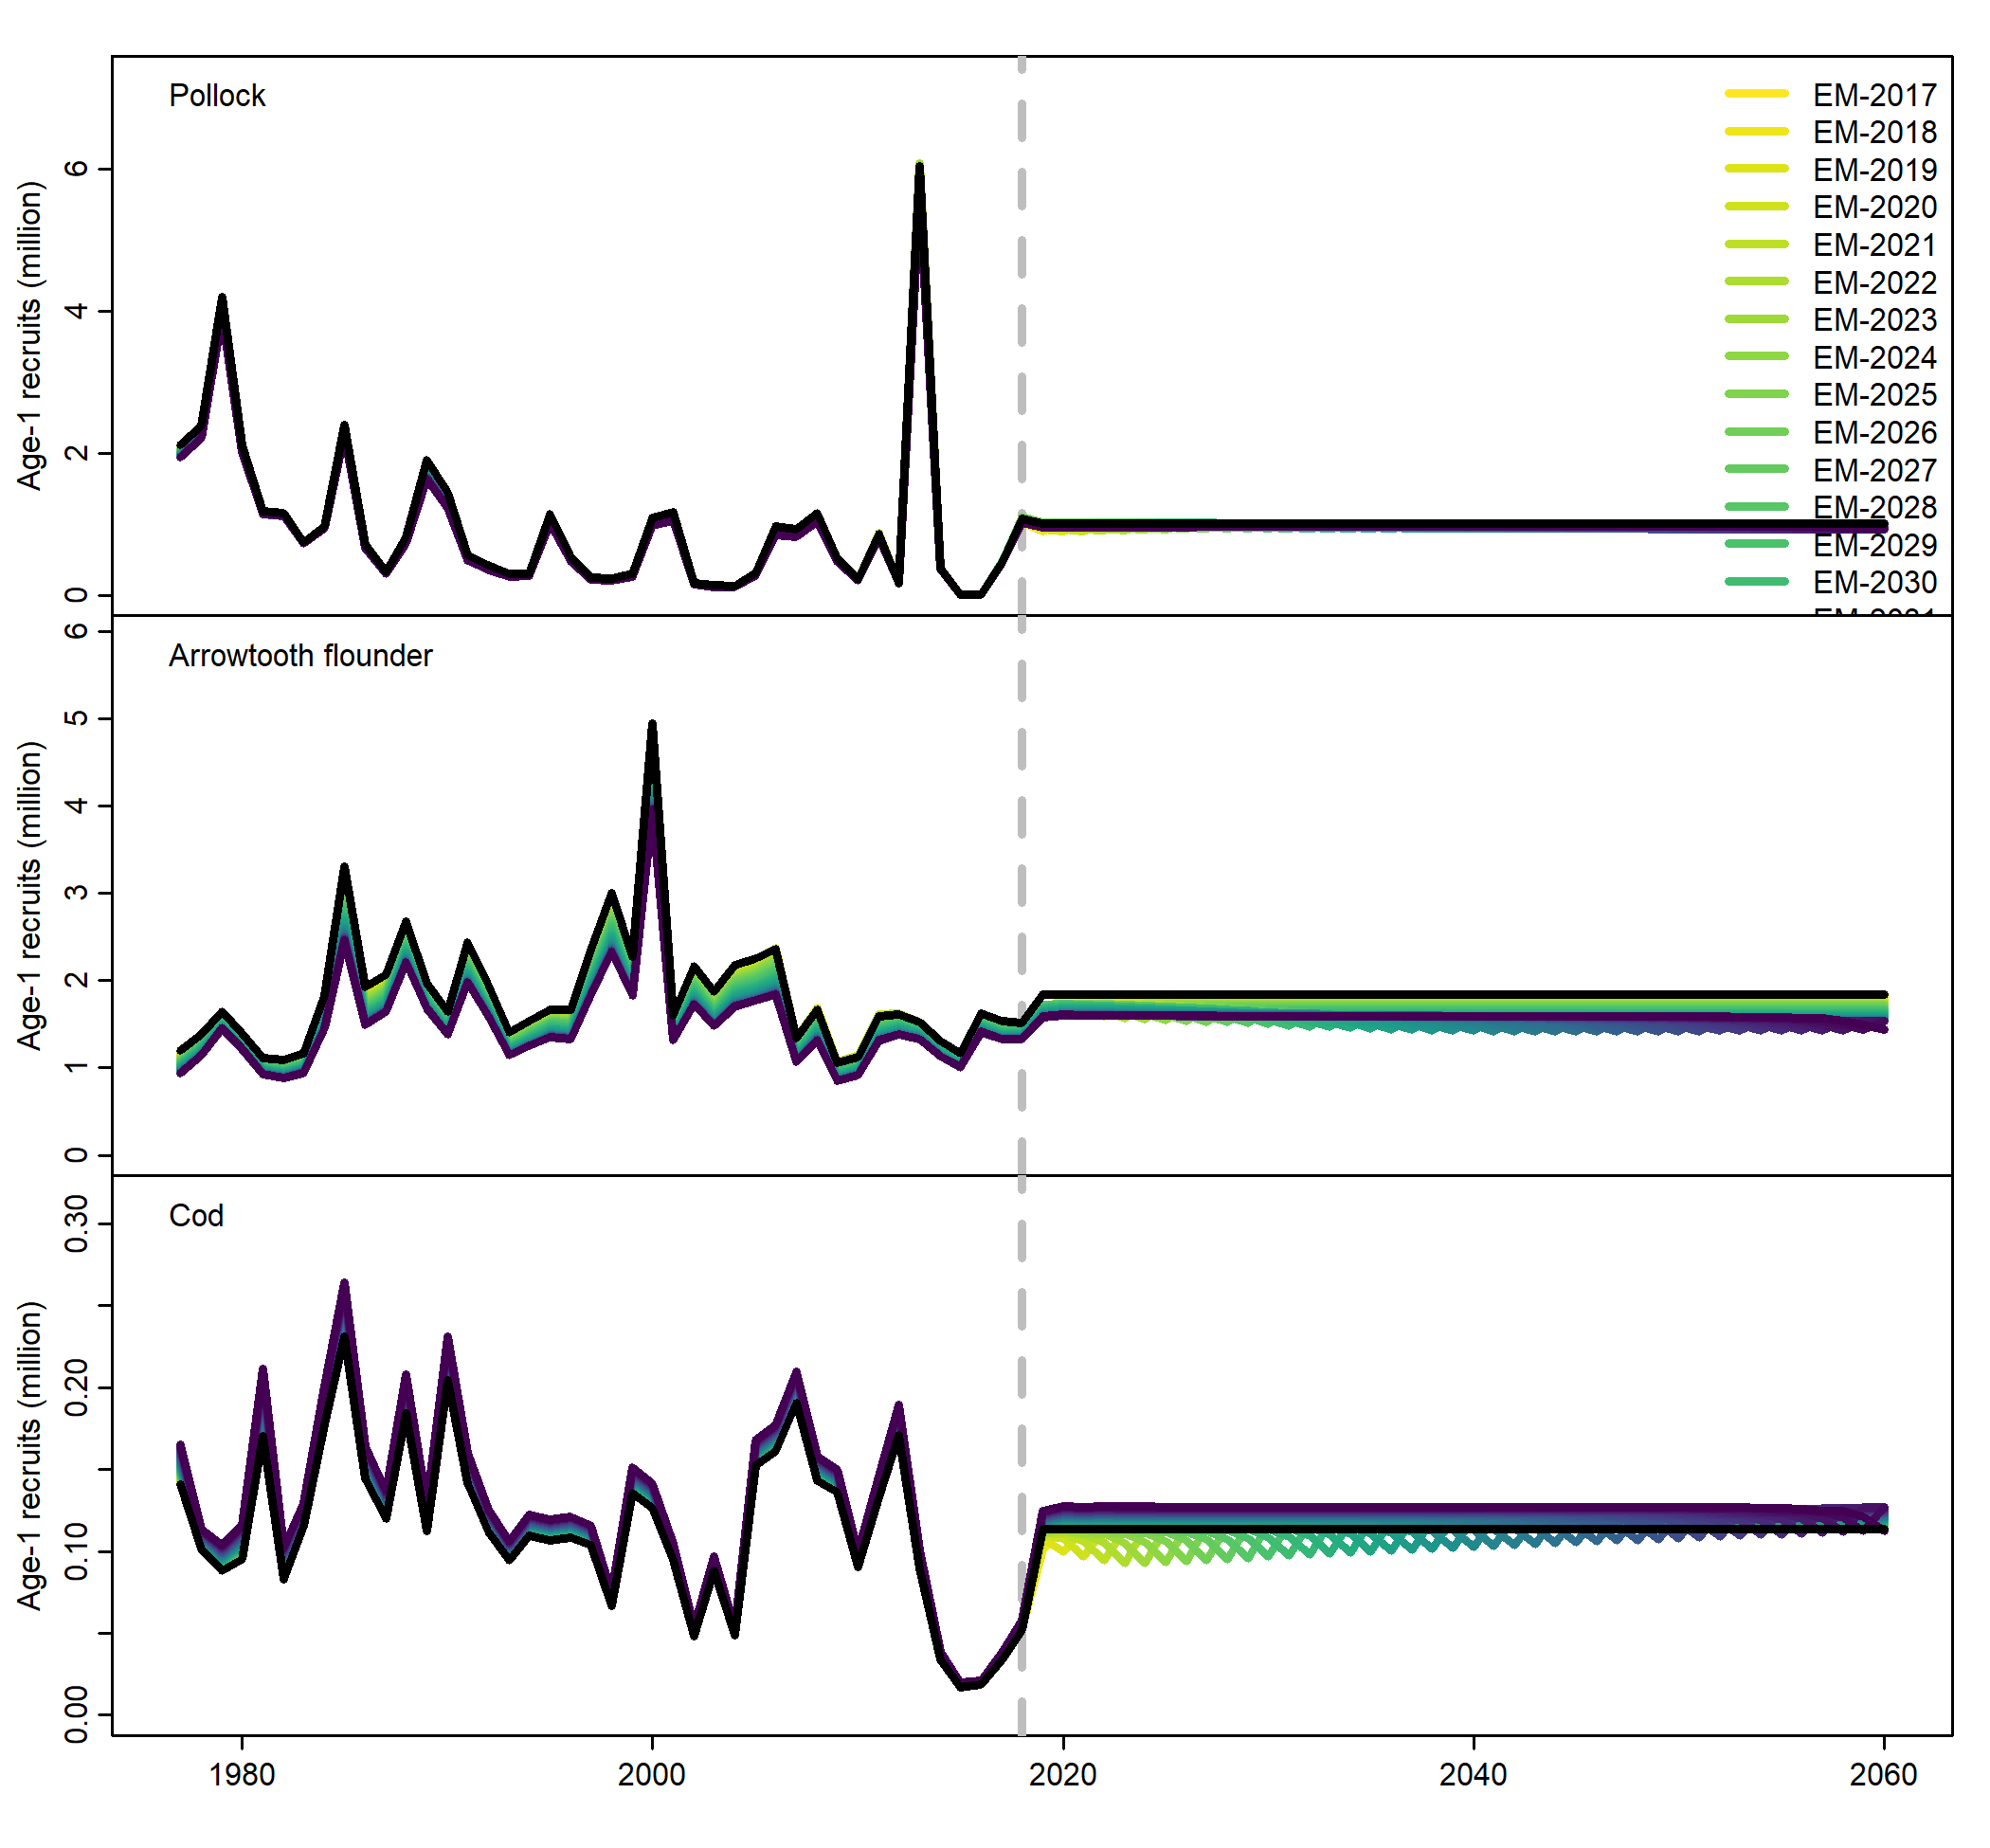 Pollock
EM-2017
EM-2018
EM-2019
EM-2020
EM-2021
EM-2022
EM-2023
EM-2024
EM-2025
EM-2026
EM-2027
EM-2028
EM-2029
EM-2030
Age-1 recruits (million)
6
4
2
0
Arrowtooth flounder
Age-1 recruits (million)
6
5
4
3
2
1
0
Cod
Age-1 recruits (million)
0.30
0.20
0.10
0.00
1980 2000 2020 2040 2060